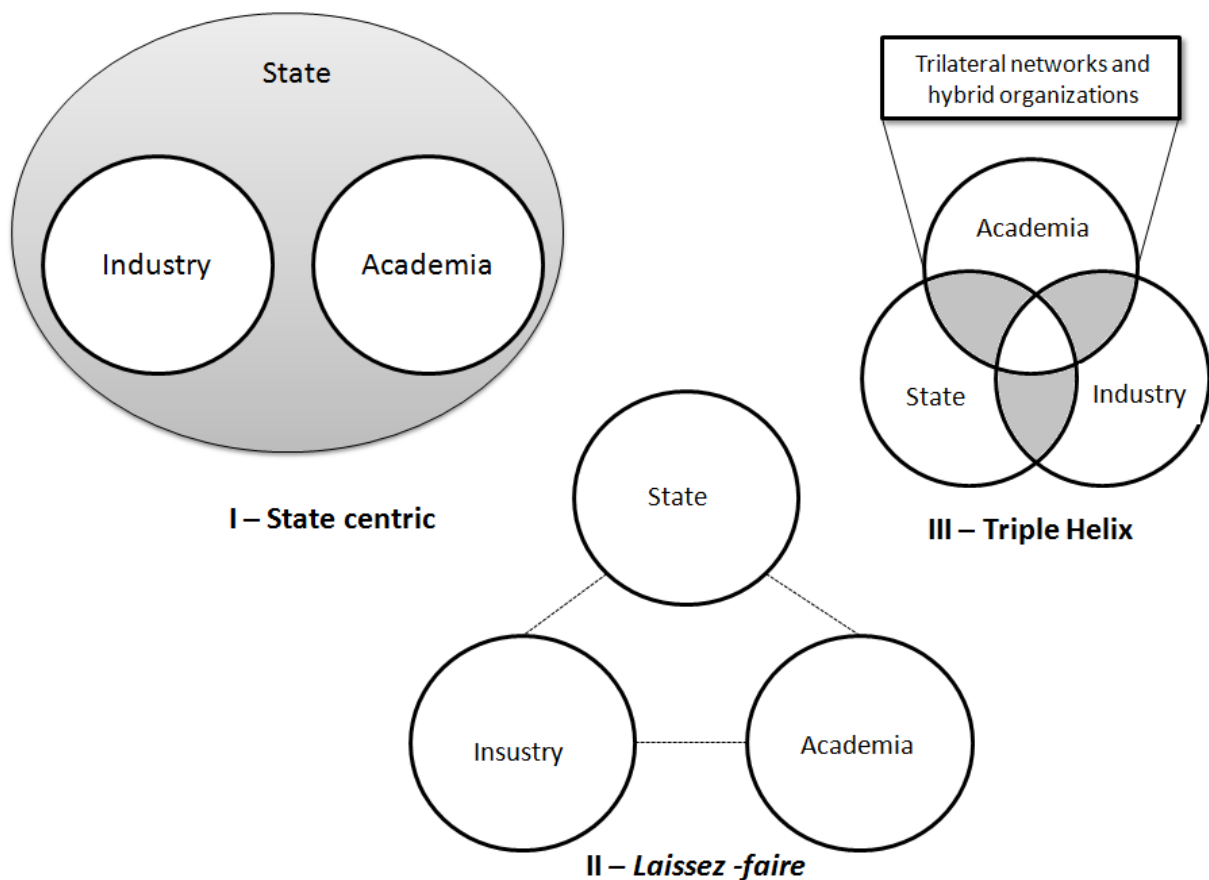 State
Industry
Academia
I – State centric
Trilateral networks and
hybrid organizations
Academia
State
Industry
III – Triple Helix
State
Insustry
Academia
II – Laissez -faire